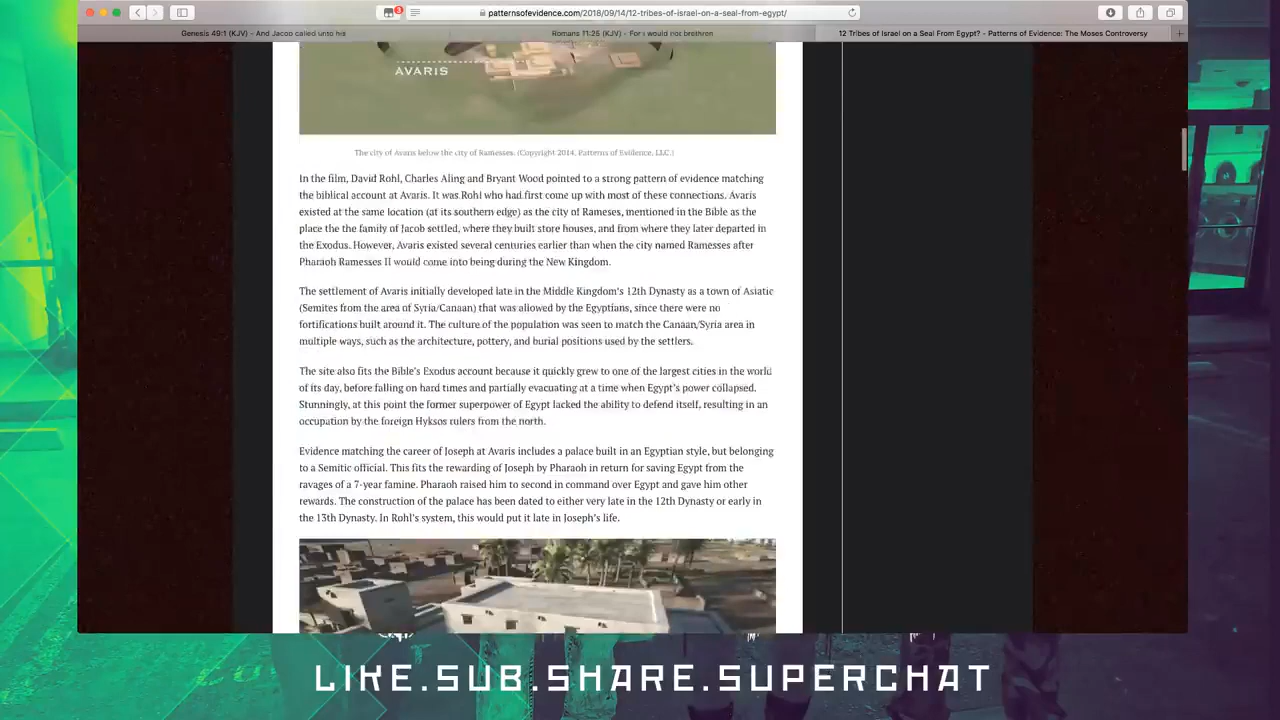 patternsofevidence.com/2018/09/14/12-tribes-of-israel-on-a-seal-from-egypt/
3
Genesis 49:1 (KJV) - And Jacob called unto his
Romans 11:25 (KJV) - For I would not brethren
12 Tribes of Israel on a Seal From Egypt? - Patterns of Evidence: The Moses Controversy
AVARIS
The city of Avaris below the city of Ramesses. (Copyright 2014, Patterns of Evidence, LLC.)
In the film, David Rohl, Charles Aling and Bryant Wood pointed to a strong pattern of evidence matching
the biblical account at Avaris. It was Rohl who had first come up with most of these connections. Avaris
existed at the same location (at its southern edge) as the city of Rameses, mentioned in the Bible as the
place the the family of Jacob settled, where they built store houses, and from where they later departed in
the Exodus. However, Avaris existed several centuries earlier than when the city named Ramesses after
Pharaoh Ramesses II would come into being during the New Kingdom.
The settlement of Avaris initially developed late in the Middle Kingdom's 12th Dynasty as a town of Asiatic
(Semites from the area of Syria/Canaan) that was allowed by the Egyptians, since there were no
fortifications built around it. The culture of the population was seen to match the Canaan/Syria area in
multiple ways, such as the architecture, pottery, and burial positions used by the settlers.
The site also fits the Bible's Exodus account because it quickly grew to one of the largest cities in the world
of its day, before falling on hard times and partially evacuating at a time when Egypt's power collapsed.
Stunningly, at this point the former superpower of Egypt lacked the ability to defend itself, resulting in an
occupation by the foreign Hyksos rulers from the north.
Evidence matching the career of Joseph at Avaris includes a palace built in an Egyptian style, but belonging
to a Semitic official. This fits the rewarding of Joseph by Pharaoh in return for saving Egypt from the
ravages of a 7-year famine. Pharaoh raised him to second in command over Egypt and gave him other
rewards. The construction of the palace has been dated to either very late in the 12th Dynasty or early in
the 13th Dynasty. In Rohl's system, this would put it late in Joseph's life.
LIKE.SUB.SHARE.SUPERCHAT